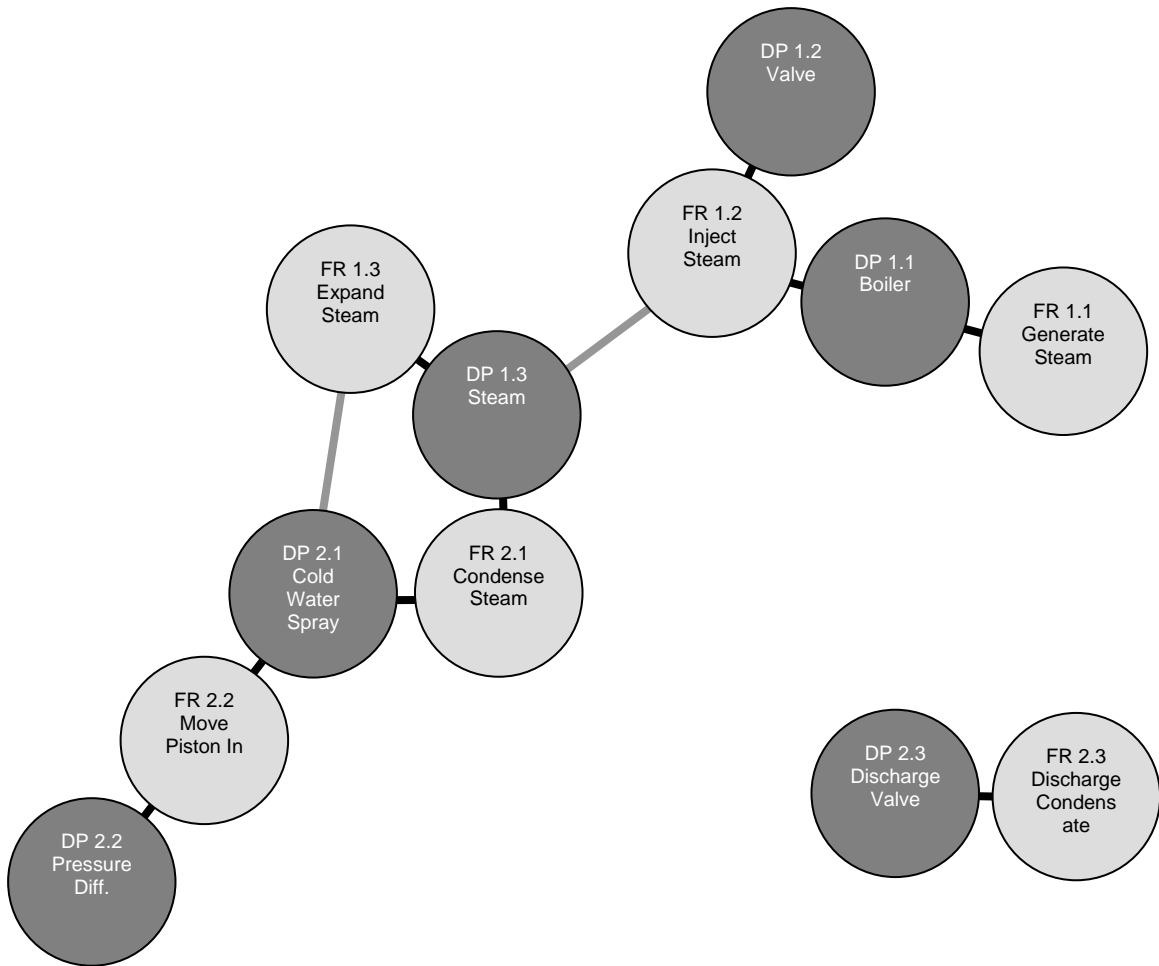 DP 1.2
Valve
FR 1.2
Inject
Steam
DP 1.1
Boiler
FR 1.1
Generate
Steam
FR 1.3
Expand
Steam
DP 1.3
Steam
DP 2.1
Cold
Water
Spray
FR 2.1
Condense
Steam
FR 2.2
Move
Piston In
DP 2.2
Pressure
Diff.
DP 2.3
Discharge
Valve
FR 2.3
Discharge
Condens
ate